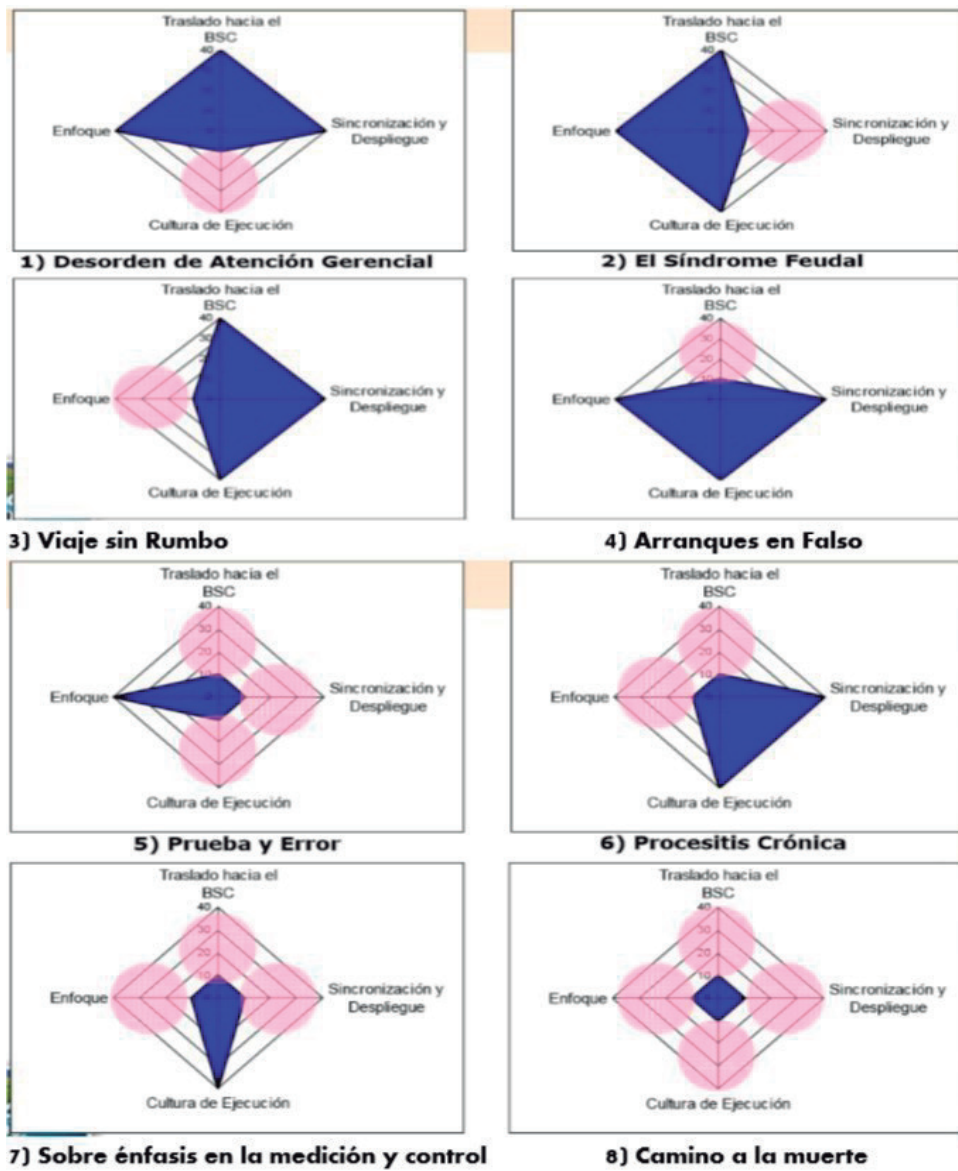 Traslado hacia el
BSC
40
Enfoque
Sincronización y
Despliegue
Cultura de Ejecución
1) Desorden de Atención Gerencial
Traslado hacia el
BSC
40
Enfoque
Sincronización y
Despliegue
Cultura de Ejecución
2) El Síndrome Feudal
Traslado hacia el
BSC
40
30
Enfoque
Sincronización y
Despliegue
Cultura de Ejecución
3) Viaje sin Rumbo
Traslado hacia el
BSC
40
30
20
10
Enfoque
Sincronización y
Despliegue
Cultura de Ejecución
4) Arranques en Falso
Traslado hacia el
BSC
40
30
20
10
Enfoque
Sincronización y
Despliegue
Cultura de Ejecución
5) Prueba y Error
Traslado hacia el
BSC
40
30
20
10
Enfoque
Sincronización y
Despliegue
Cultura de Ejecución
6) Procesitis Crónica
Traslado hacia el
BSC
40
30
20
10
Enfoque
Sincronización y
Despliegue
Cultura de Ejecución
7) Sobre énfasis en la medición y control
Traslado hacia el
BSC
40
30
20
10
Enfoque
Sincronización y
Despliegue
Cultura de Ejecución
8) Camino a la muerte